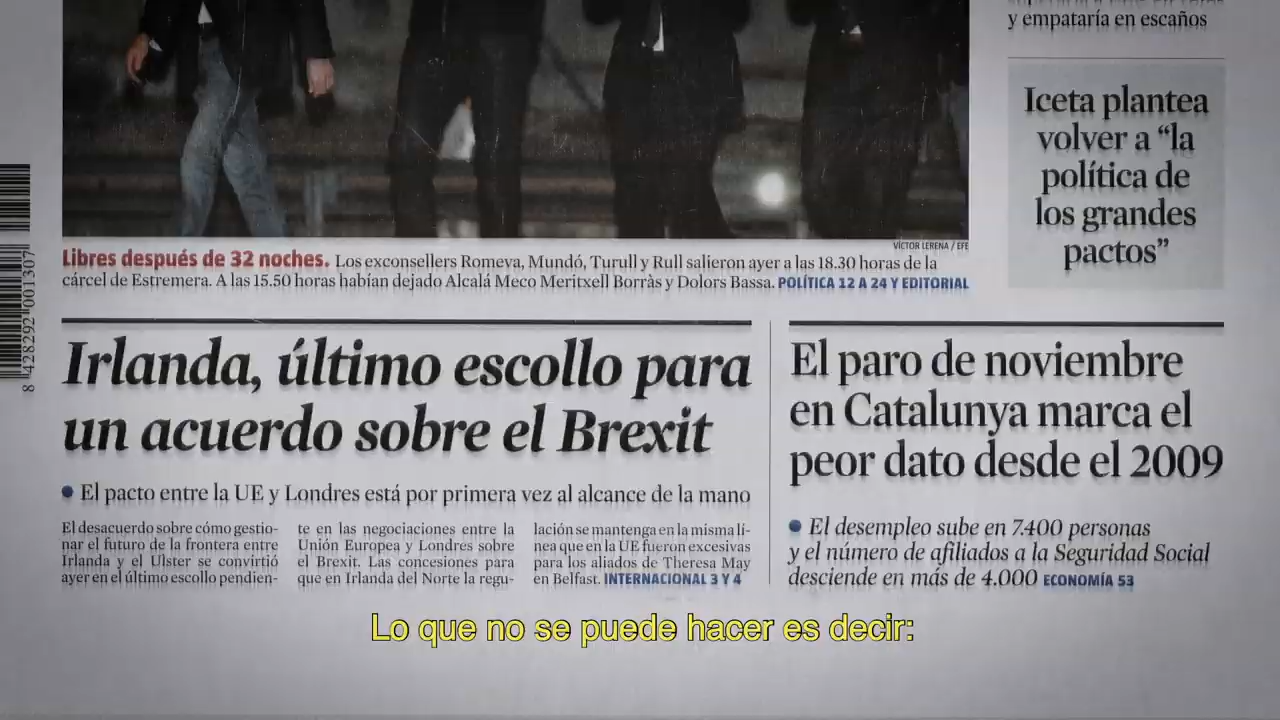 y empataría en escaños
Iceta plantea
volver a “la
política de
los grandes
pactos”
VÍCTOR LERENA / EFE
Libres después de 32 noches. Los exconsellers Romeva, Mundó, Turull y Rull salieron ayer a las 18.30 horas de la
cárcel de Estremera. A las 15.50 horas habían dejado Alcalá Meco Meritxell Borràs y Dolors Bassa. POLÍTICA 12 A 24 Y EDITORIAL
8 428292 001307
Irlanda, último escollo para
un acuerdo sobre el Brexit
• El pacto entre la UE y Londres está por primera vez al alcance de la mano
El desacuerdo sobre cómo gestio-
nar el futuro de la frontera entre
Irlanda y el Ulster se convirtió
ayer en el último escollo pendien-
te en las negociaciones entre la
Unión Europea y Londres sobre
el Brexit. Las concesiones para
que en Irlanda del Norte la regu-
lación se mantenga en la misma lí-
nea que en la UE fueron excesivas
para los aliados de Theresa May
en Belfast. INTERNACIONAL 3 Y 4
El paro de noviembre
en Catalunya marca el
peor dato desde el 2009
• El desempleo sube en 7.400 personas
y el número de afiliados a la Seguridad Social
desciende en más de 4.000 ECONOMÍA 53
Lo que no se puede hacer es decir: